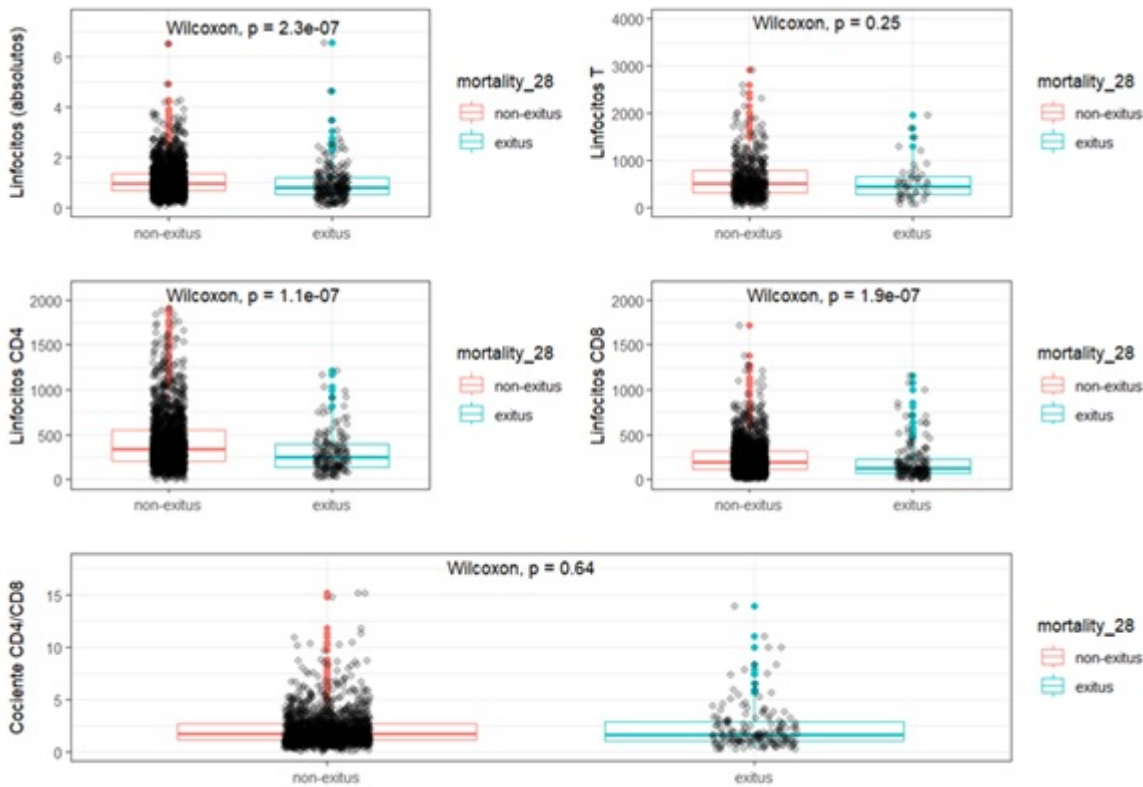 Linfocitos (absolutos)
Wilcoxon, p = 2.3e-07
6
4
2
0
non-exitus
exitus
mortality_28
non-exitus
exitus
Linfocitos T
Wilcoxon, p = 0.25
4000
3000
2000
1000
0
non-exitus
exitus
mortality_28
non-exitus
exitus
Linfocitos CD4
Wilcoxon, p = 1.1e-07
2000
1500
1000
500
0
non-exitus
exitus
mortality_28
non-exitus
exitus
Linfocitos CD8
Wilcoxon, p = 1.9e-07
2000
1500
1000
500
0
non-exitus
exitus
mortality_28
non-exitus
exitus
Cociente CD4/CD8
Wilcoxon, p = 0.64
15
10
5
0
non-exitus
exitus
mortality_28
non-exitus
exitus